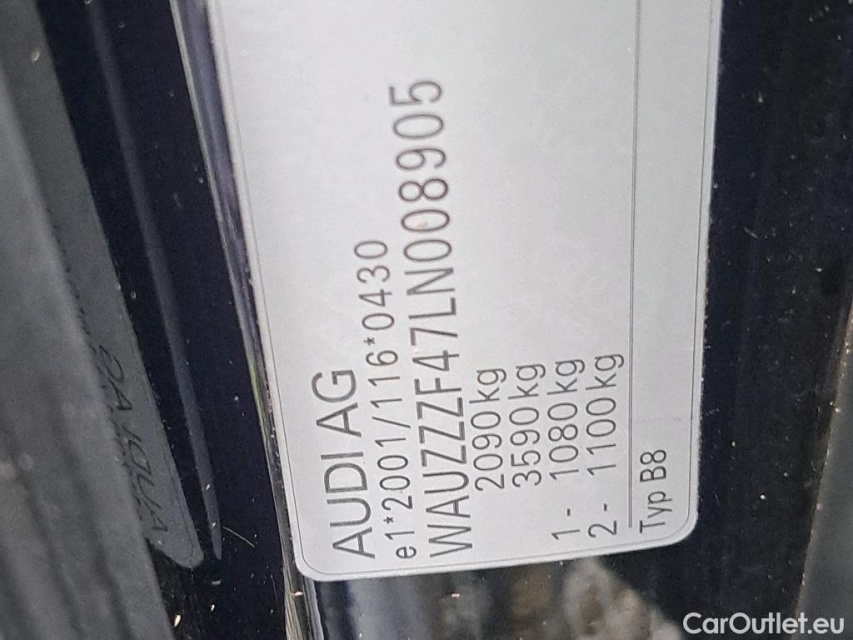 AUDI AG
e1*2001/116*0430
WAUZZZF47LN008905
2090 kg
3590 kg
1 - 1080 kg
2 - 1100 kg
Typ B8
CarOutlet.eu